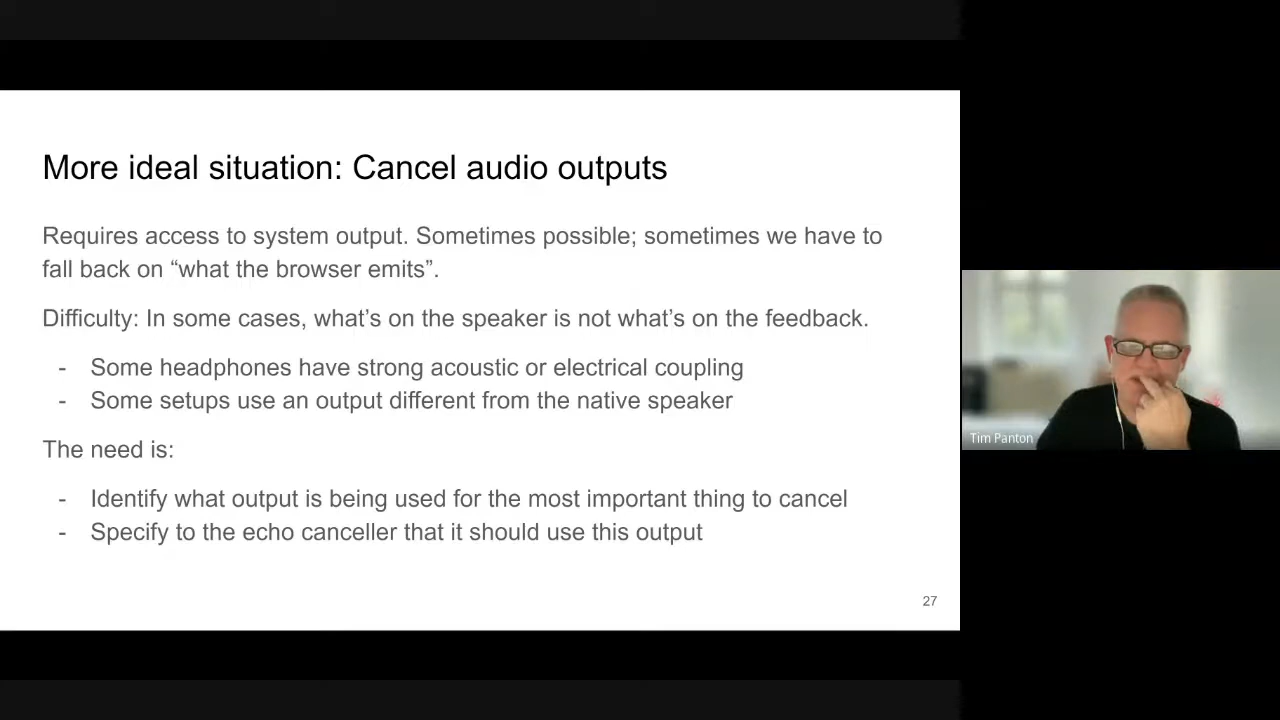 More ideal situation: Cancel audio outputs
Requires access to system output. Sometimes possible; sometimes we have to
fall back on “what the browser emits”.
Difficulty: In some cases, what’s on the speaker is not what’s on the feedback.
- Some headphones have strong acoustic or electrical coupling
- Some setups use an output different from the native speaker
The need is:
- Identify what output is being used for the most important thing to cancel
- Specify to the echo canceller that it should use this output
27
Tim Panton